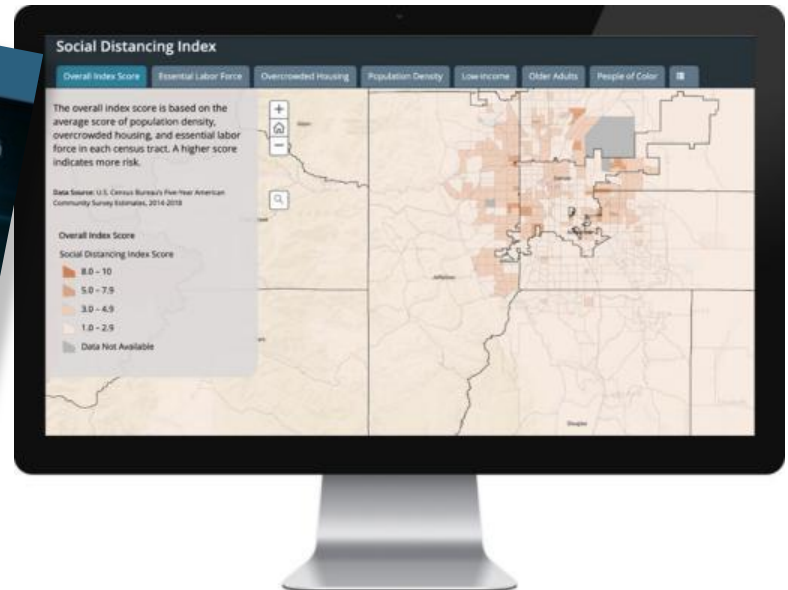 Social Distancing Index
Overall Index Score Essential Labor Force Overcrowded Housing Population Density Low-income Older Adults People of Color
The overall index score is based on the
average score of population density,
overcrowded housing, and essential labor
force in each census tract. A higher score
indicates more risk.
Data Source: U.S. Census Bureau's Five-Year American
Community Survey Estimates, 2014-2018
Overall Index Score
Social Distancing Index Score
8.0 – 10
5.0 – 7.9
3.0 – 4.9
1.0 – 2.9
Data Not Available
Denver
Jefferson
Douglas